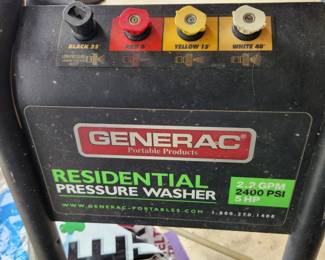 BLACK 25°
RED 0°
YELLOW 15°
WHITE 40°
GENERAC
Portable Products
RESIDENTIAL
PRESSURE WASHER
2.2 GPM
2400 PSI
5 HP
WWW.GENERAC-PORTABLES.COM